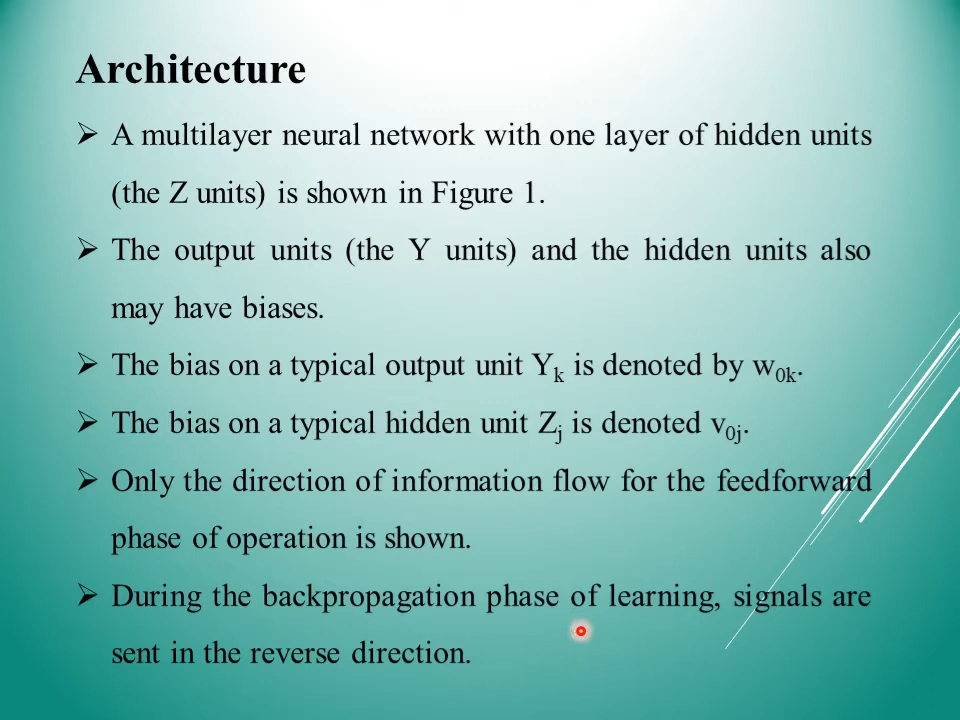 Architecture
➢ A multilayer neural network with one layer of hidden units
(the Z units) is shown in Figure 1.
➢ The output units (the Y units) and the hidden units also
may have biases.
➢ The bias on a typical output unit Yₖ is denoted by w₀ₖ.
➢ The bias on a typical hidden unit Zⱼ is denoted v₀ⱼ.
➢ Only the direction of information flow for the feedforward
phase of operation is shown.
➢ During the backpropagation phase of learning, signals are
sent in the reverse direction.